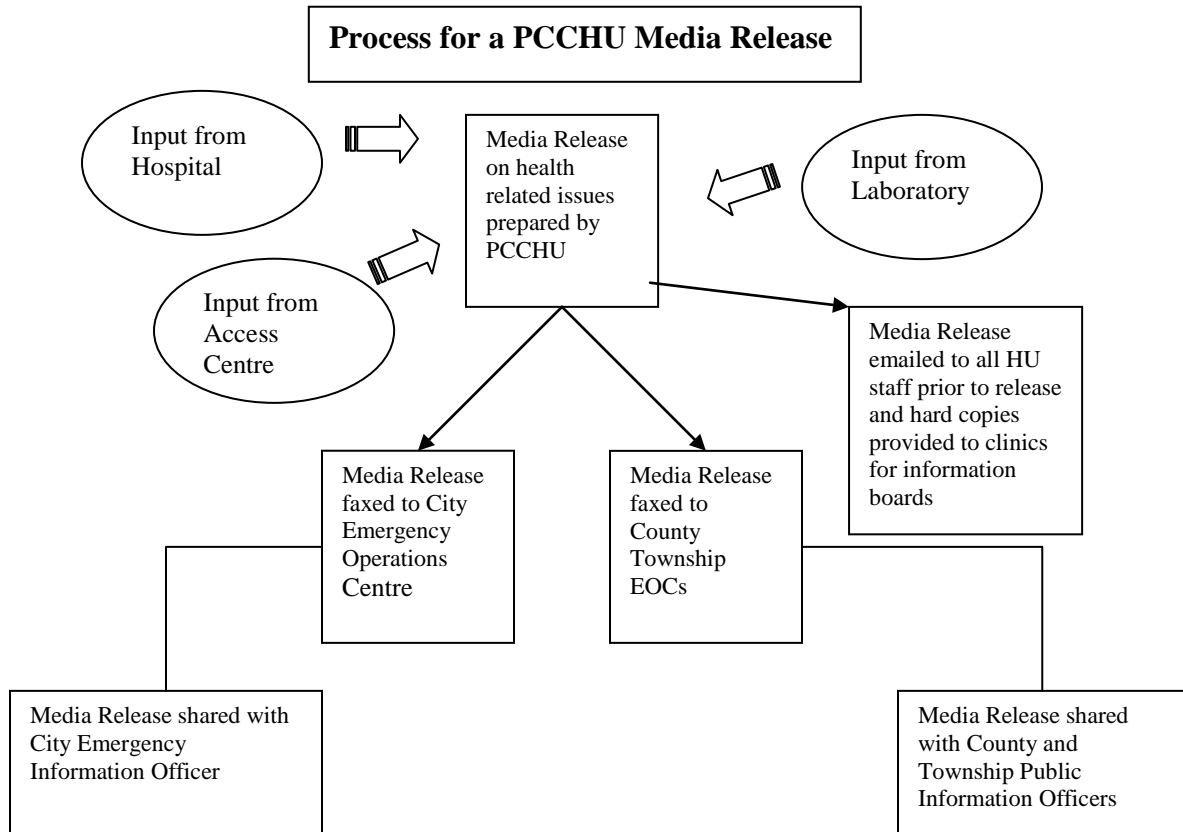 Process for a PCCHU Media Release
Input from
Hospital
Media Release
on health
related issues
prepared by
PCCHU
Input from
Laboratory
Input from
Access
Centre
Media Release
emailed to all HU
staff prior to release
and hard copies
provided to clinics
for information
boards
Media Release
faxed to City
Emergency
Operations
Centre
Media Release
faxed to
County
Township
EOCs
Media Release shared with
City Emergency
Information Officer
Media Release shared
with County and
Township Public
Information Officers